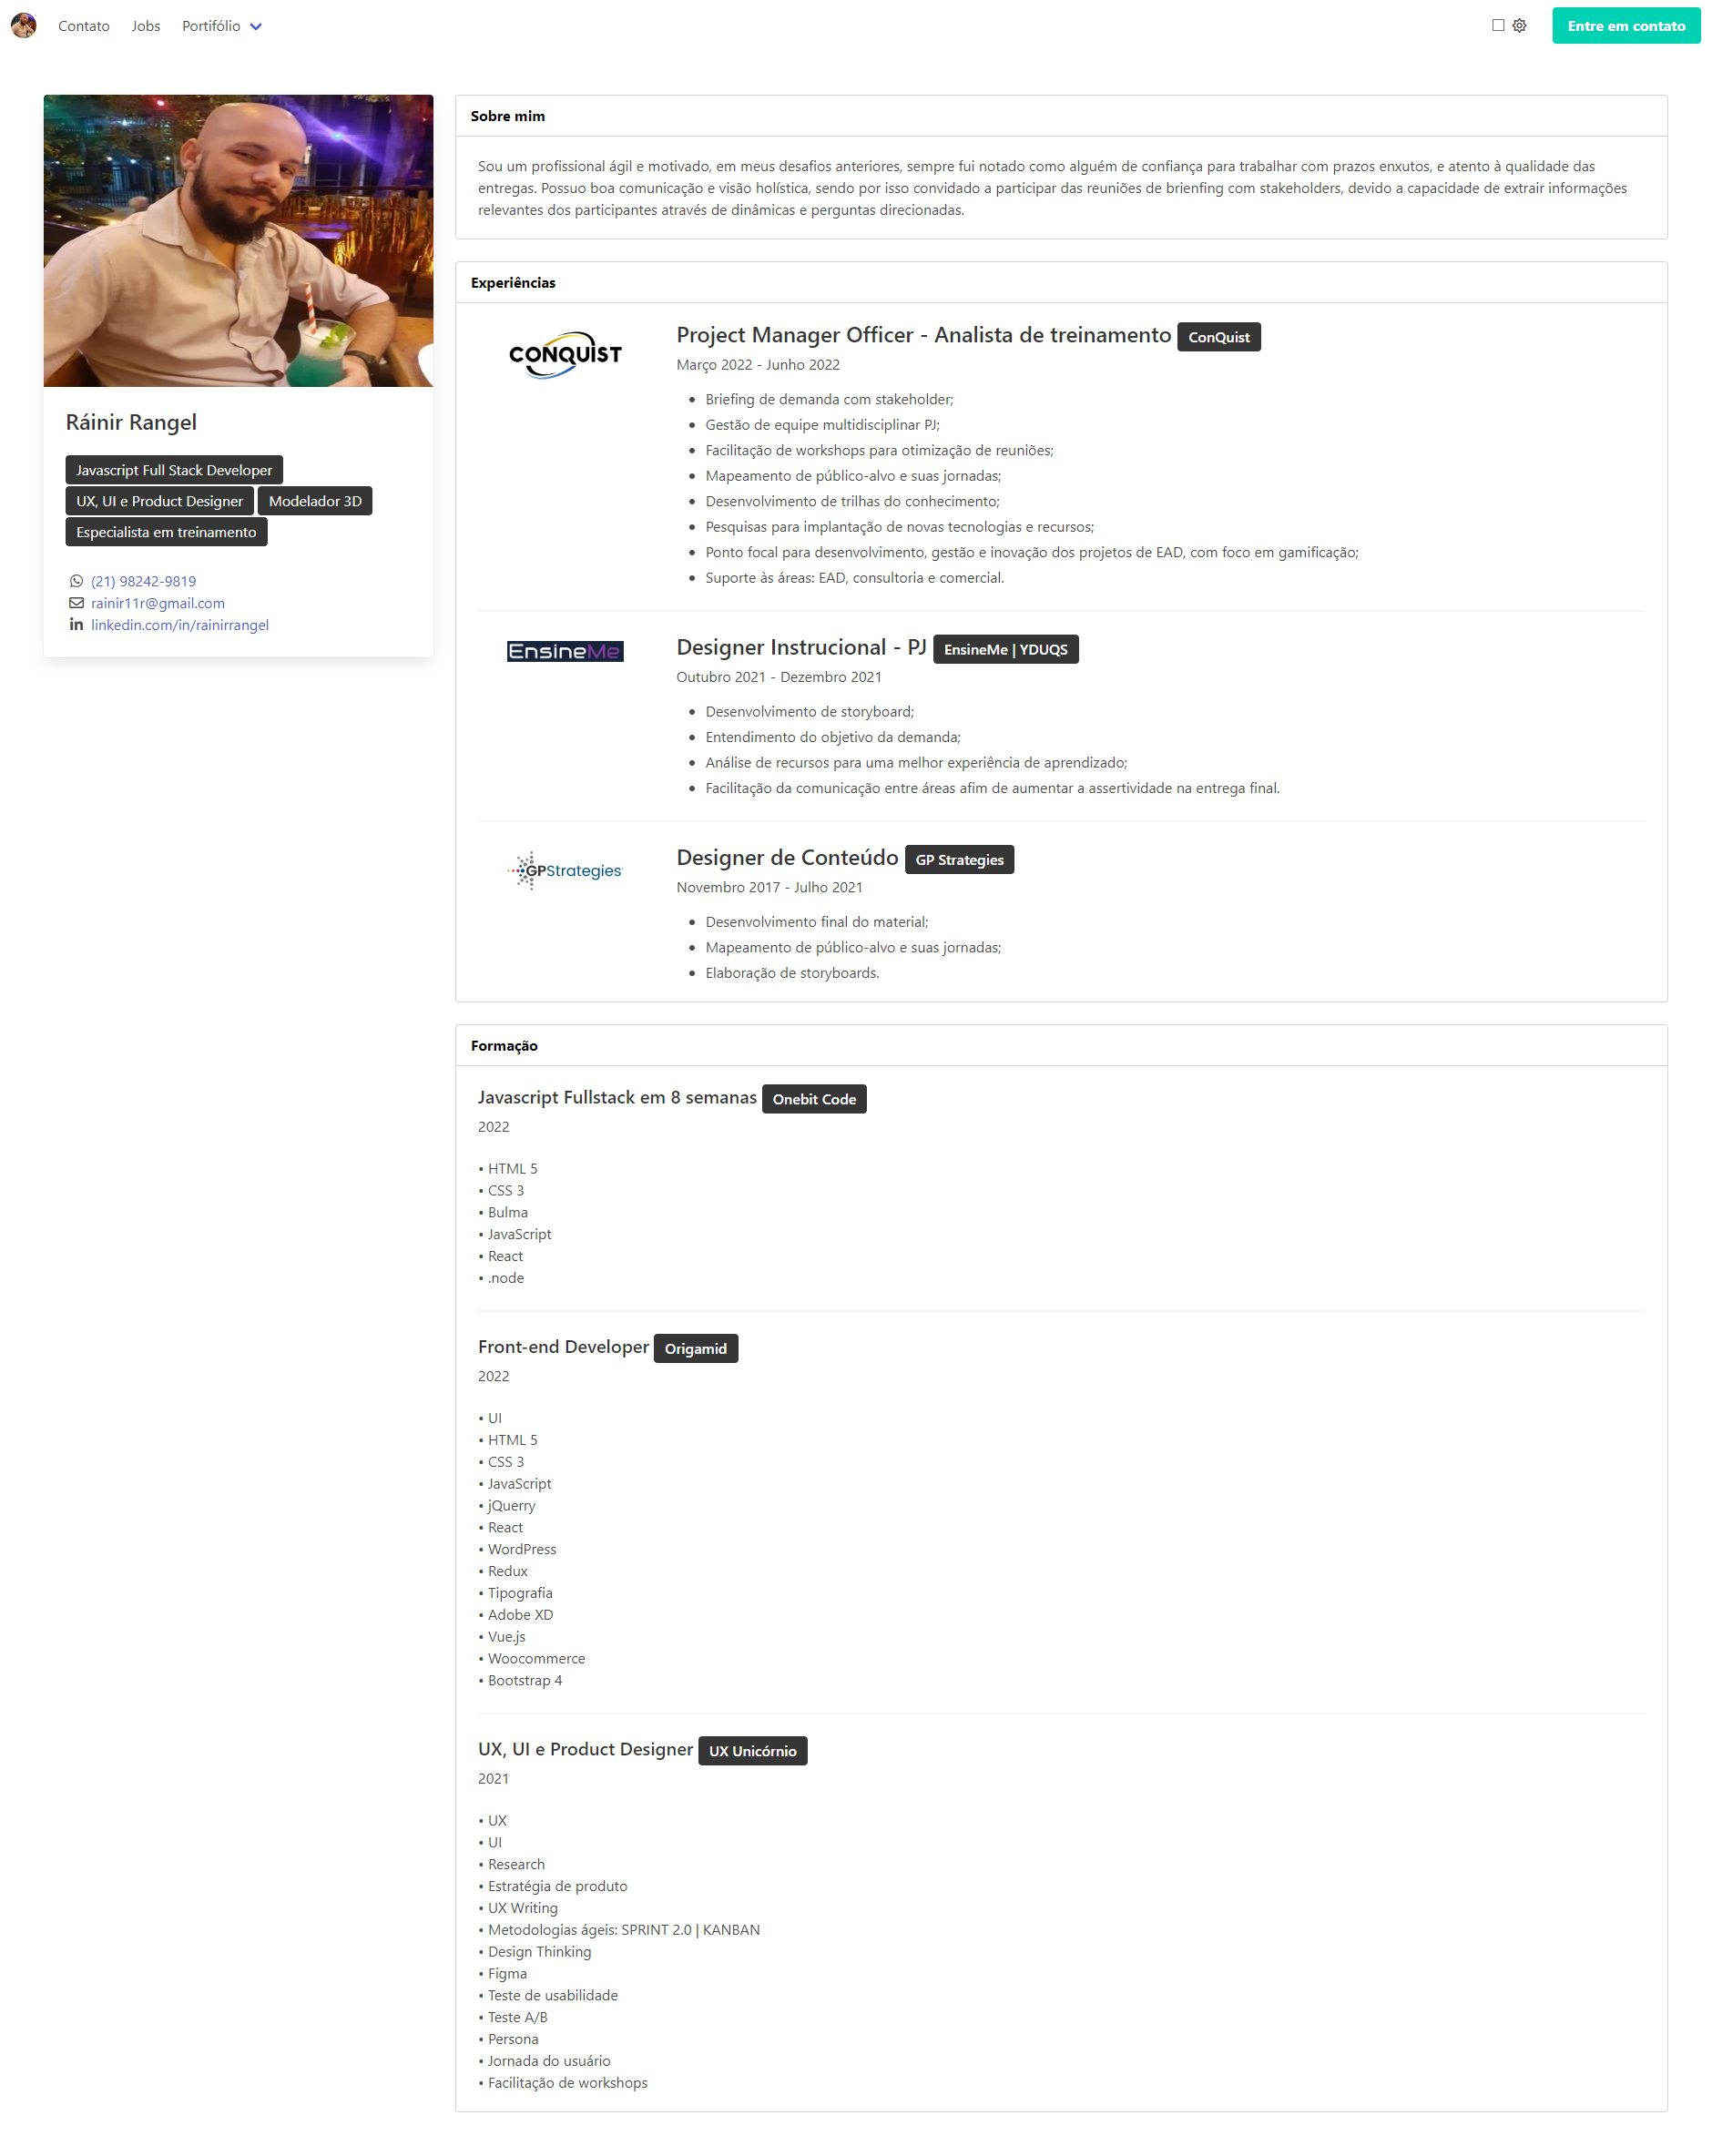 Contato Jobs Portifólio
Entre em contato
Ráinir Rangel
Javascript Full Stack Developer
UX, UI e Product Designer Modelador 3D
Especialista em treinamento
(21) 98242-9819
rainir11r@gmail.com
linkedin.com/in/rainirrangel
Sobre mim
Sou um profissional ágil e motivado, em meus desafios anteriores, sempre fui notado como alguém de confiança para trabalhar com prazos enxutos, e atento à qualidade das
entregas. Possuo boa comunicação e visão holística, sendo por isso convidado a participar das reuniões de brienfing com stakeholders, devido a capacidade de extrair informações
relevantes dos participantes através de dinâmicas e perguntas direcionadas.
Experiências
CONQUIST
Project Manager Officer - Analista de treinamento ConQuist
Março 2022 - Junho 2022
• Briefing de demanda com stakeholder;
• Gestão de equipe multidisciplinar PJ;
• Facilitação de workshops para otimização de reuniões;
• Mapeamento de público-alvo e suas jornadas;
• Desenvolvimento de trilhas do conhecimento;
• Pesquisas para implantação de novas tecnologias e recursos;
• Ponto focal para desenvolvimento, gestão e inovação dos projetos de EAD, com foco em gamificação;
• Suporte às áreas: EAD, consultoria e comercial.
EnsineMe
Designer Instrucional - PJ EnsineMe | YDUQS
Outubro 2021 - Dezembro 2021
• Desenvolvimento de storyboard;
• Entendimento do objetivo da demanda;
• Análise de recursos para uma melhor experiência de aprendizado;
• Facilitação da comunicação entre áreas afim de aumentar a assertividade na entrega final.
GPStrategies
Designer de Conteúdo GP Strategies
Novembro 2017 - Julho 2021
• Desenvolvimento final do material;
• Mapeamento de público-alvo e suas jornadas;
• Elaboração de storyboards.
Formação
Javascript Fullstack em 8 semanas Onebit Code
2022
• HTML 5
• CSS 3
• Bulma
• JavaScript
• React
• .node
Front-end Developer Origamid
2022
• UI
• HTML 5
• CSS 3
• JavaScript
• jQuerry
• React
• WordPress
• Redux
• Tipografia
• Adobe XD
• Vue.js
• Woocommerce
• Bootstrap 4
UX, UI e Product Designer UX Unicórnio
2021
• UX
• UI
• Research
• Estratégia de produto
• UX Writing
• Metodologias ágeis: SPRINT 2.0 | KANBAN
• Design Thinking
• Figma
• Teste de usabilidade
• Teste A/B
• Persona
• Jornada do usuário
• Facilitação de workshops